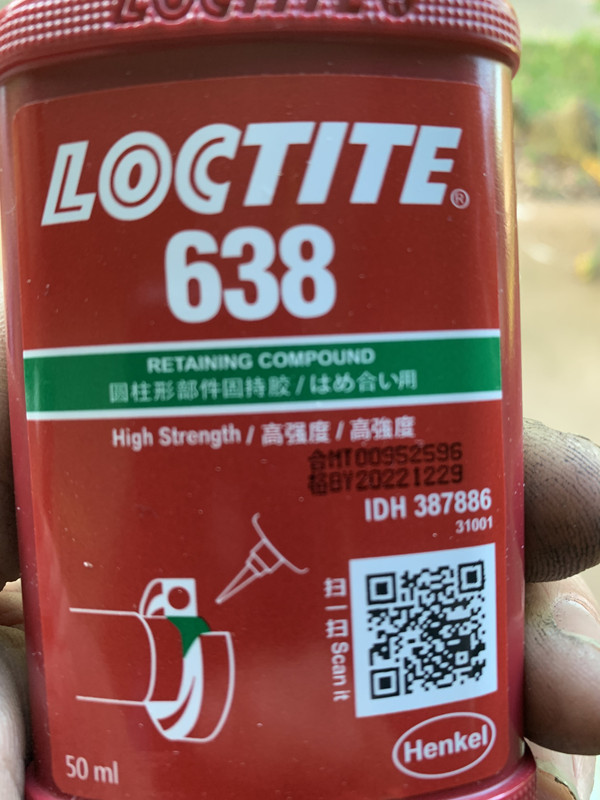 LOCTITE
LOCTITE®
638
RETAINING COMPOUND
圆柱形部件固持胶 / はめ合い用
High Strength / 高强度 / 高強度
合MT00952596
格BY20221229
IDH 387886
31001
扫一扫 Scan it
Henkel
50 ml